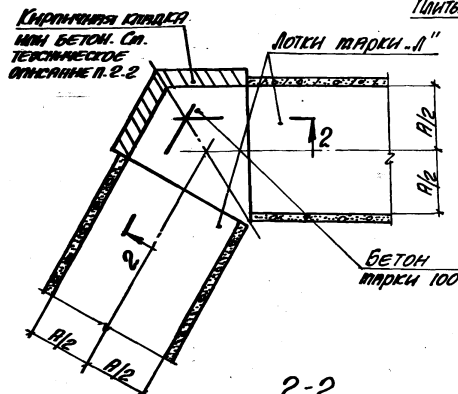 Кирпичная кладка
или бетон. См.
техническое
описание п.2-2
Плиты
Лотки марки „Л"
2
А/2
А/2
2
Бетон
марки 100
А/2
А/2
2-2